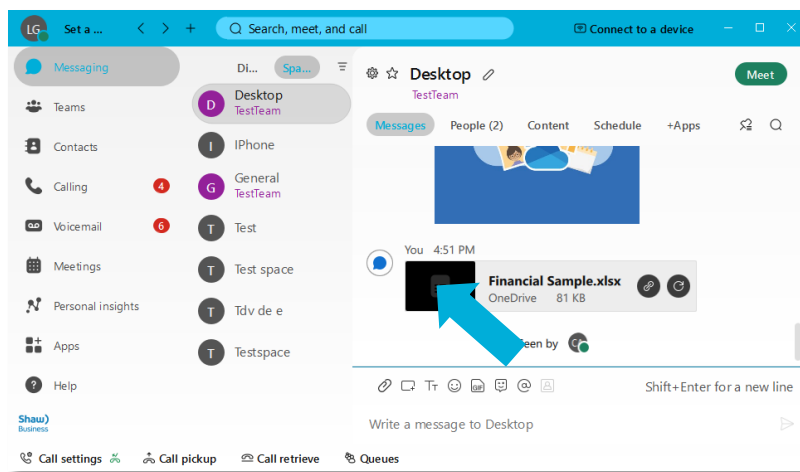 LG Set a ... Search, meet, and call Connect to a device
Messaging
Teams
Contacts
Calling 4
Voicemail 6
Meetings
Personal insights
Apps
Help
Shaw)
Business
Di... Spa...
D Desktop
TestTeam
I IPhone
G General
TestTeam
T Test
T Test space
T Tdv de e
T Testspace
Desktop
TestTeam
Meet
Messages People (2) Content Schedule +Apps
You 4:51 PM
Financial Sample.xlsx
OneDrive 81 KB
een by
Tт GIF @ Shift+Enter for a new line
Write a message to Desktop
Call settings Call pickup Call retrieve Queues